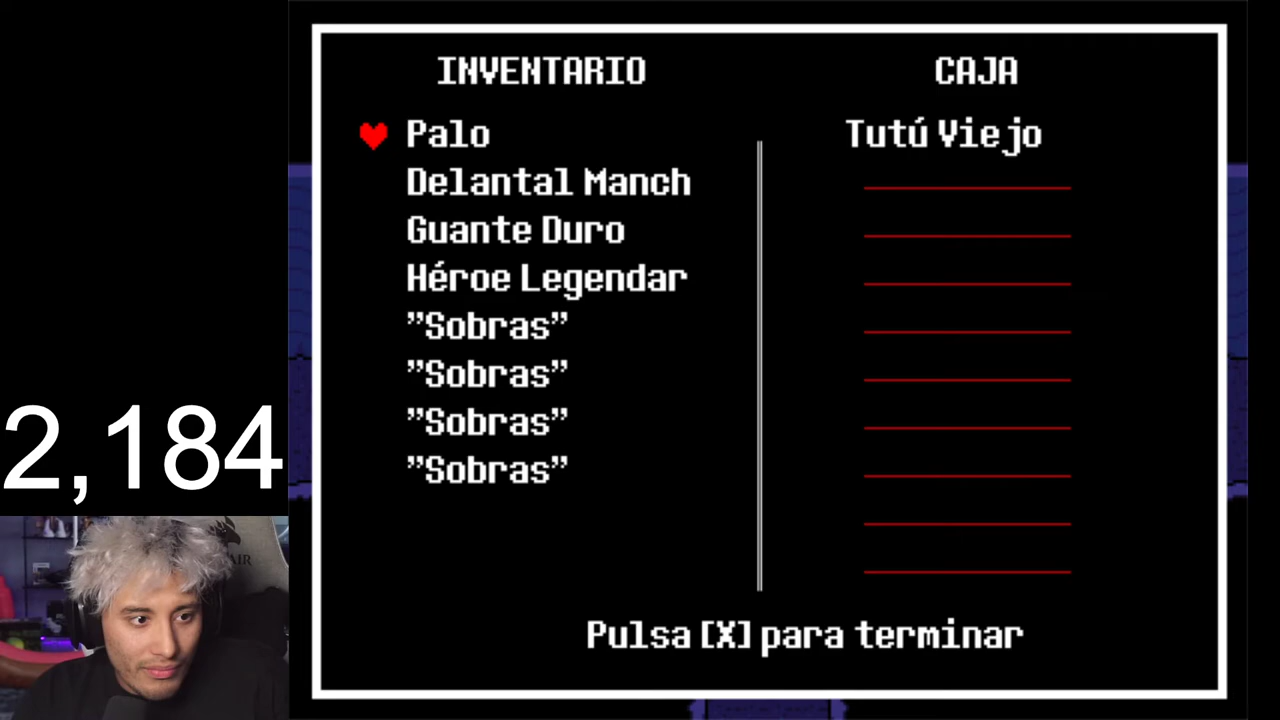 INVENTARIO
CAJA
Palo
Delantal Manch
Guante Duro
Héroe Legendar
"Sobras"
"Sobras"
"Sobras"
"Sobras"
Tutú Viejo
Pulsa [X] para terminar
2,184
AIR